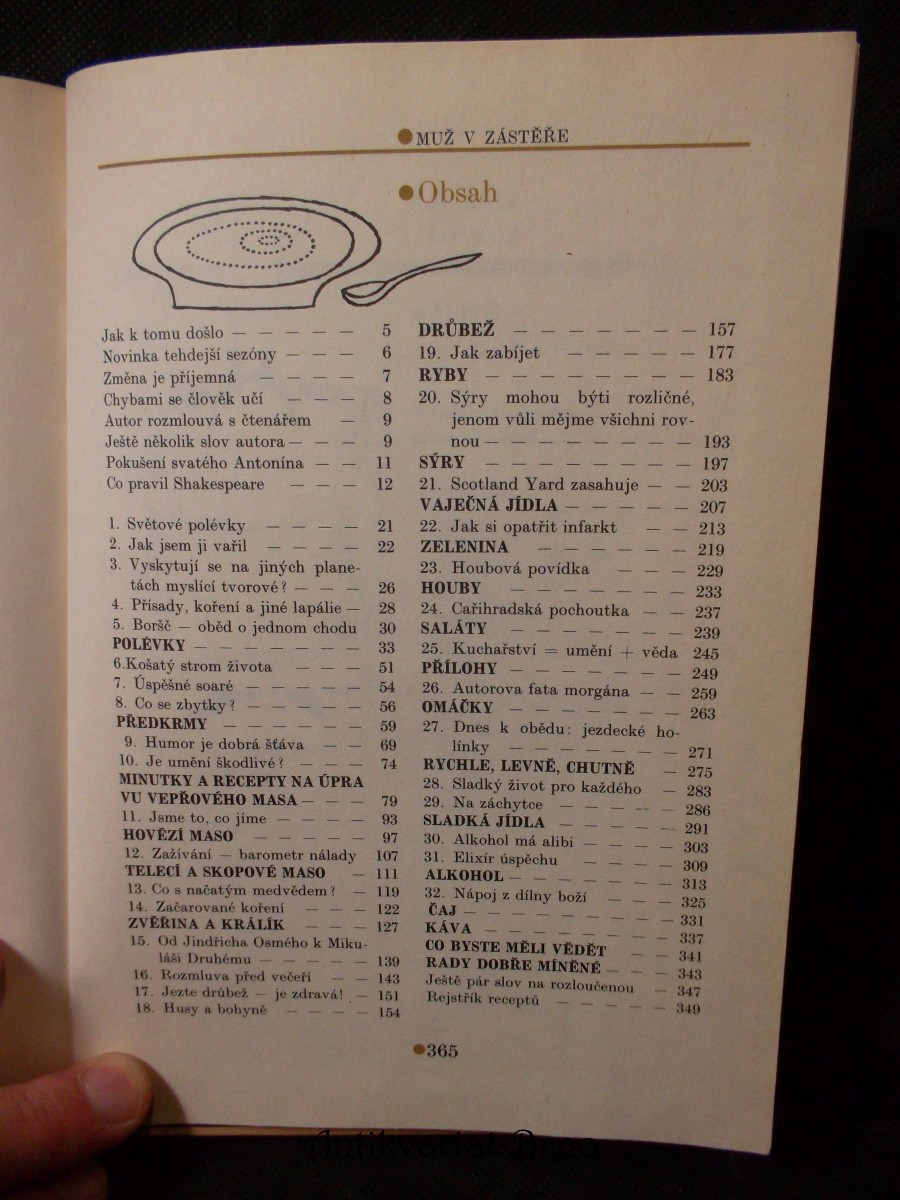 MUŽ V ZÁSTĚŘE
Obsah
Jak k tomu došlo — — — — — 5
Novinka tehdejší sezóny — — — 6
Změna je příjemná — — — — 7
Chybami se člověk učí — — — 8
Autor rozmlouvá s čtenářem — 9
Ještě několik slov autora — — — 9
Pokušení svatého Antonína — — 11
Co pravil Shakespeare — — — 12
1. Světové polévky — — — — 21
2. Jak jsem ji vařil — — — — 22
3. Vyskytují se na jiných plane-
tách myslící tvorové? — — — 26
4. Přísady, koření a jiné lapálie — 28
5. Boršč — oběd o jednom chodu 30
POLÉVKY — — — — — — — 33
6.Košatý strom života — — — 51
7. Úspěšné soaré — — — — — 54
8. Co se zbytky? — — — — — 56
PŘEDKRMY — — — — — — 59
9. Humor je dobrá šťáva — — 69
10. Je umění škodlivé? — — — 74
MINUTKY A RECEPTY NA ÚPRA
VU VEPŘOVÉHO MASA — — — 79
11. Jsme to, co jíme — — — — 93
HOVĚZÍ MASO — — — — — 97
12. Zažívání — barometr nálady 107
TELECÍ A SKOPOVÉ MASO — 111
13. Co s načatým medvědem? — 119
14. Začarované koření — — — 122
ZVĚŘINA A KRÁLÍK — — — 127
15. Od Jindřicha Osmého k Miku-
láši Druhému — — — — — 139
16. Rozmluva před večeří — — 143
17. Jezte drůbež — je zdravá! — 151
18. Husy a bohyně — — — — 154
DRŮBEŽ — — — — — — — 157
19. Jak zabíjet — — — — — 177
RYBY — — — — — — — — 183
20. Sýry mohou býti rozličné,
jenom vůli mějme všichni rov-
nou — — — — — — — — 193
SÝRY — — — — — — — — 197
21. Scotland Yard zasahuje — — 203
VAJEČNÁ JÍDLA — — — — — 207
22. Jak si opatřit infarkt — — 213
ZELENINA — — — — — — 219
23. Houbová povídka — — — 229
HOUBY — — — — — — — 233
24. Cařihradská pochoutka — — 237
SALÁTY — — — — — — — 239
25. Kuchařství = umění + věda 245
PŘÍLOHY — — — — — — — 249
26. Autorova fata morgána — — 259
OMÁČKY — — — — — — — 263
27. Dnes k obědu: jezdecké ho-
línky — — — — — — — 271
RYCHLE, LEVNĚ, CHUTNĚ — 275
28. Sladký život pro každého — 283
29. Na záchytce — — — — — 286
SLADKÁ JÍDLA — — — — — 291
30. Alkohol má alibi — — — — 303
31. Elixír úspěchu — — — — 309
ALKOHOL — — — — — — — 313
32. Nápoj z dílny boží — — — 325
ČAJ — — — — — — — — — 331
KÁVA — — — — — — — — 337
CO BYSTE MĚLI VĚDĚT — — 341
RADY DOBŘE MÍNĚNÉ — — — 343
Ještě pár slov na rozloučenou — 347
Rejstřík receptů — — — — — 349
365
Antikvariat-Brno